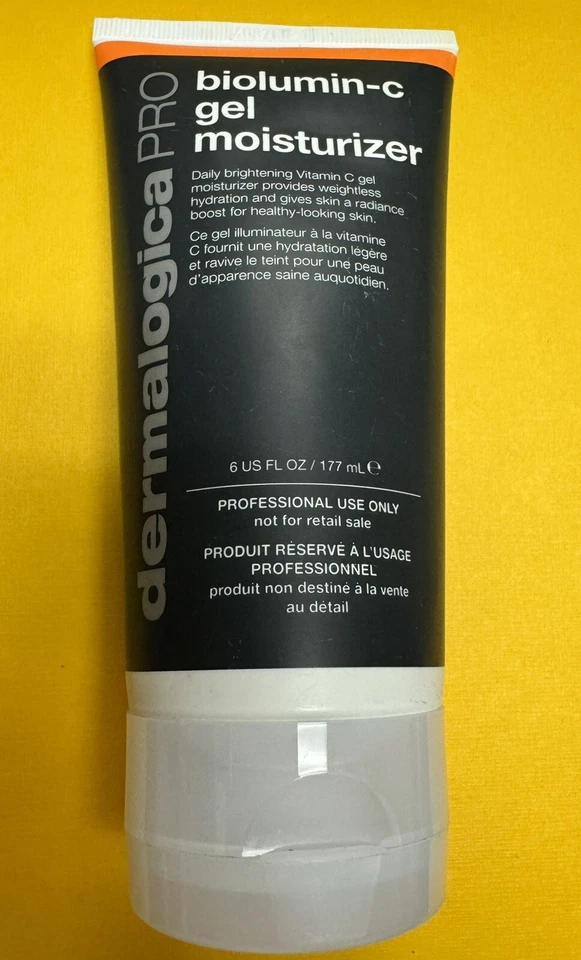 dermalogica PRO
biolumin-c
gel
moisturizer
Daily brightening Vitamin C gel
moisturizer provides weightless
hydration and gives skin a radiance
boost for healthy-looking skin.
Ce gel illuminateur à la vitamine
C fournit une hydratation légère
et ravive le teint pour une peau
d'apparence saine auquotidien.
6 US FL OZ / 177 mL ℮
PROFESSIONAL USE ONLY
not for retail sale
PRODUIT RÉSERVÉ À L'USAGE
PROFESSIONNEL
produit non destiné à la vente
au détail